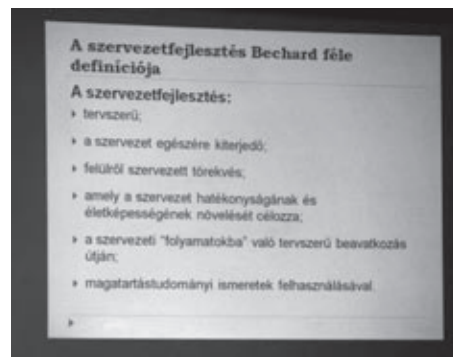 A szervezetfejlesztés Bechard féle
definíciója
A szervezetfejlesztés:
tervszerű;
a szervezet egészére kiterjedő;
felülről szervezett törekvés;
amely a szervezet hatékonyságának és
életképességének növelését célozza;
a szervezeti "folyamatokba" való tervszerű beavatkozás
útján;
magatartástudományi ismeretek felhasználásával.